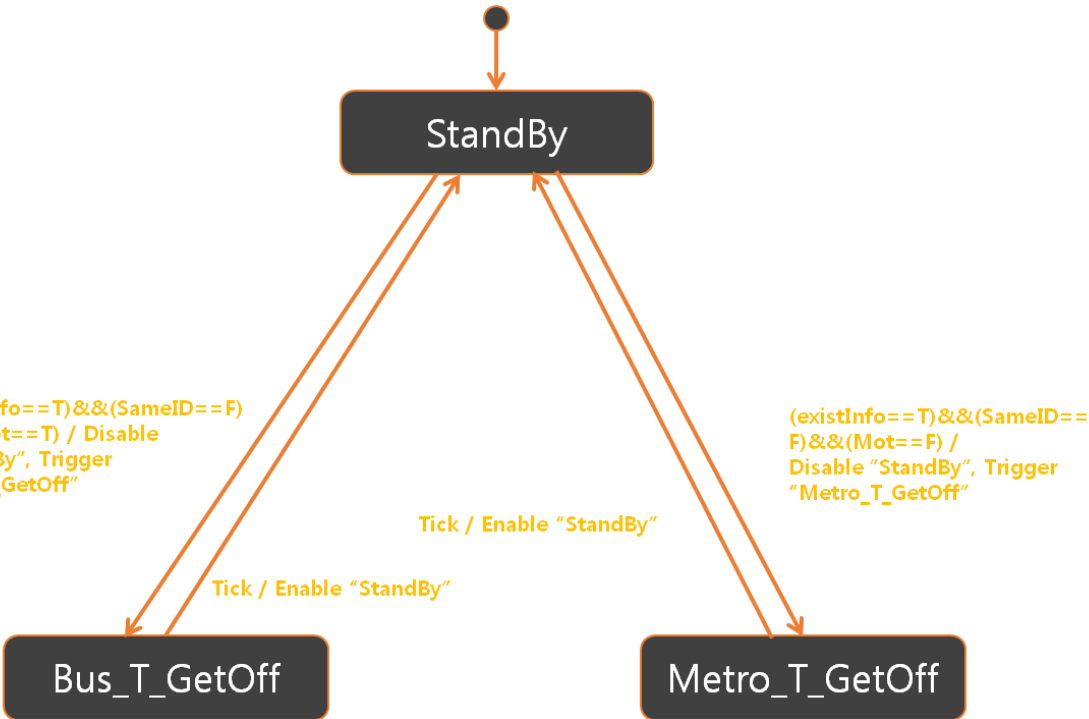 StandBy
fo==T)&&(SameID==F)
t==T) / Disable
By”, Trigger
_GetOff”
(existInfo==T)&&(SameID==
F)&&(Mot==F) /
Disable “StandBy”, Trigger
“Metro_T_GetOff”
Tick / Enable “StandBy”
Tick / Enable “StandBy”
Bus_T_GetOff
Metro_T_GetOff